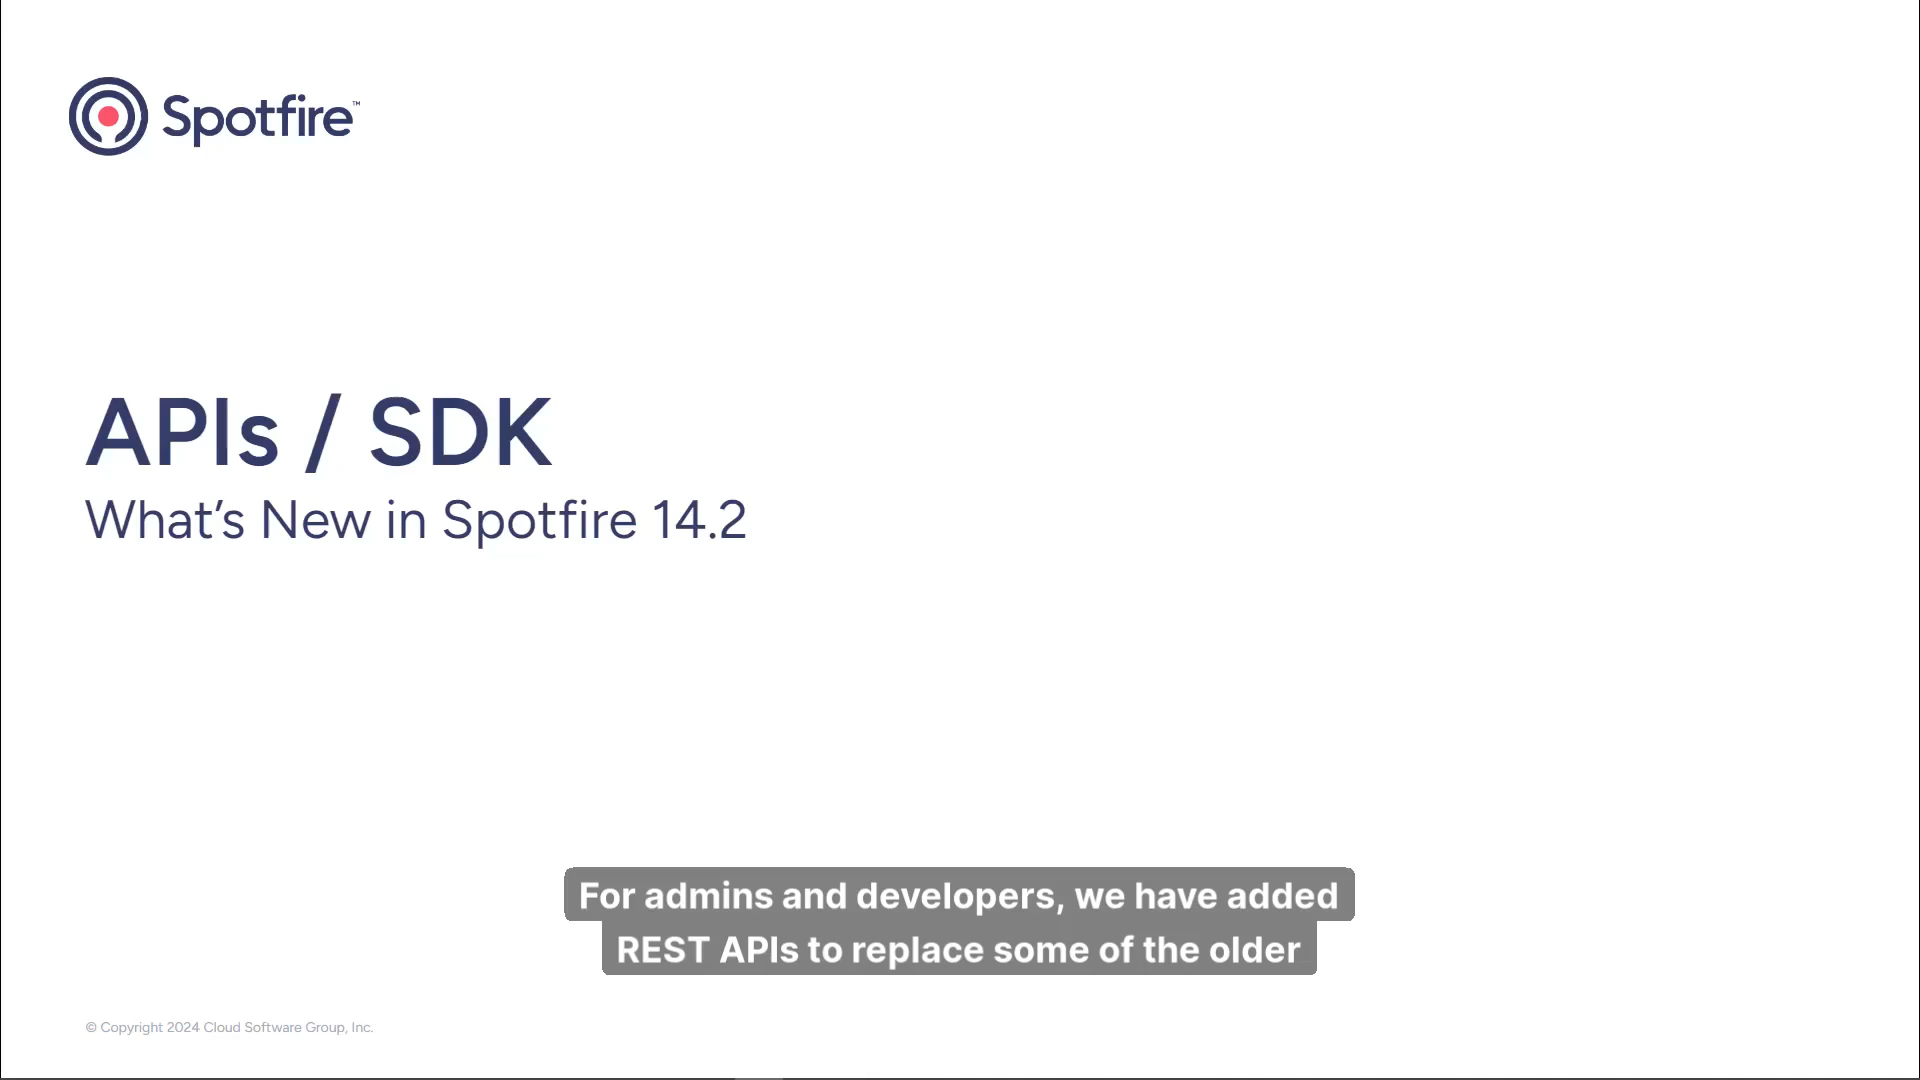 Spotfire™
APIs / SDK
What’s New in Spotfire 14.2
For admins and developers, we have added
REST APIs to replace some of the older
© Copyright 2024 Cloud Software Group, Inc.